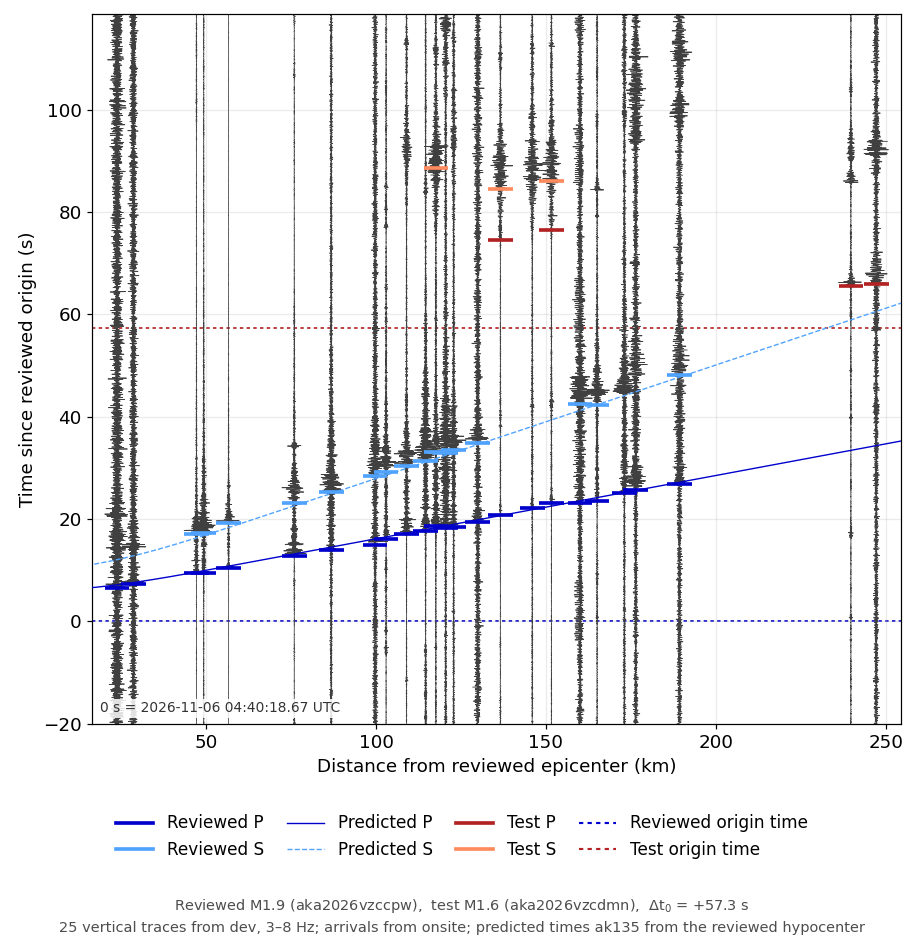 100
80
60
40
20
0
−20
Time since reviewed origin (s)
0 s = 2026-11-06 04:40:18.67 UTC
50 100 150 200 250
Distance from reviewed epicenter (km)
Reviewed P Predicted P Test P Reviewed origin time
Reviewed S Predicted S Test S Test origin time
Reviewed M1.9 (aka2026vzccpw), test M1.6 (aka2026vzcdmn), Δt₀ = +57.3 s
25 vertical traces from dev, 3–8 Hz; arrivals from onsite; predicted times ak135 from the reviewed hypocenter